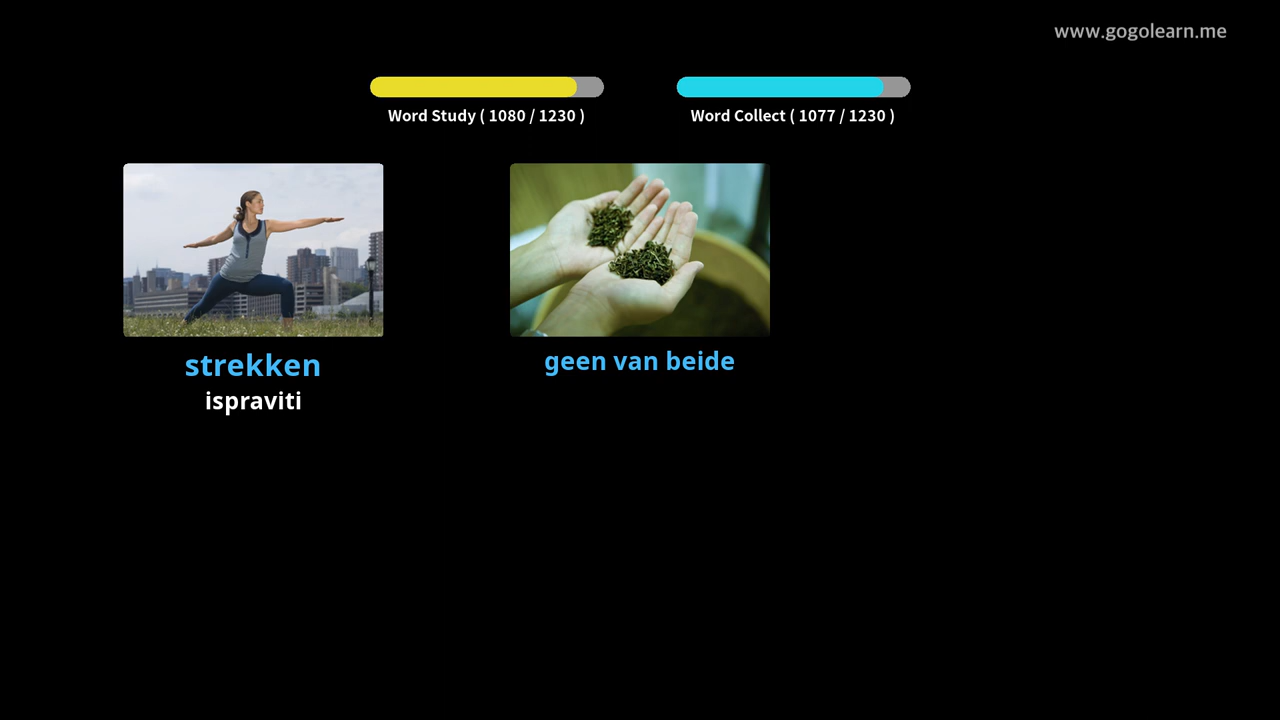 www.gogolearn.me
Word Study ( 1080 / 1230 )
Word Collect ( 1077 / 1230 )
strekken
ispraviti
geen van beide